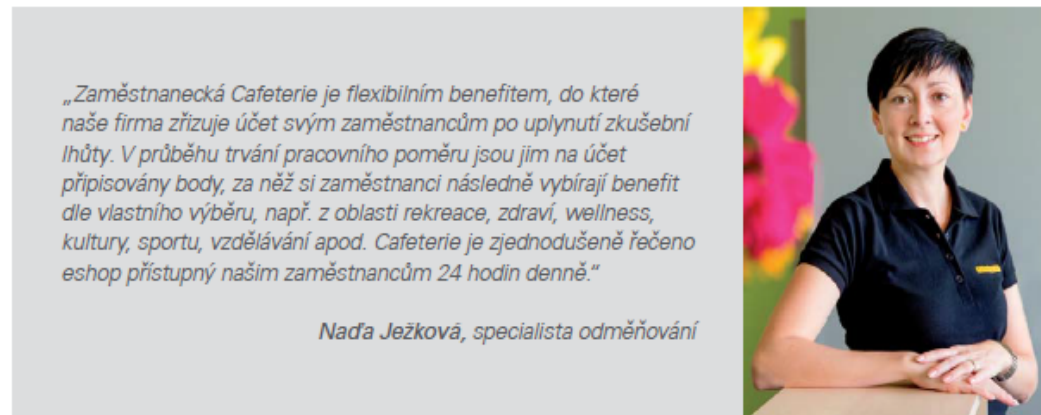 „Zaměstnanecká Cafeterie je flexibilním benefitem, do které
naše firma zřizuje účet svým zaměstnancům po uplynutí zkušební
lhůty. V průběhu trvání pracovního poměru jsou jim na účet
připisovány body, za něž si zaměstnanci následně vybírají benefit
dle vlastního výběru, např. z oblasti rekreace, zdraví, wellness,
kultury, sportu, vzdělávání apod. Cafeterie je zjednodušeně řečeno
eshop přístupný našim zaměstnancům 24 hodin denně.“
Naďa Ježková, specialista odměňování